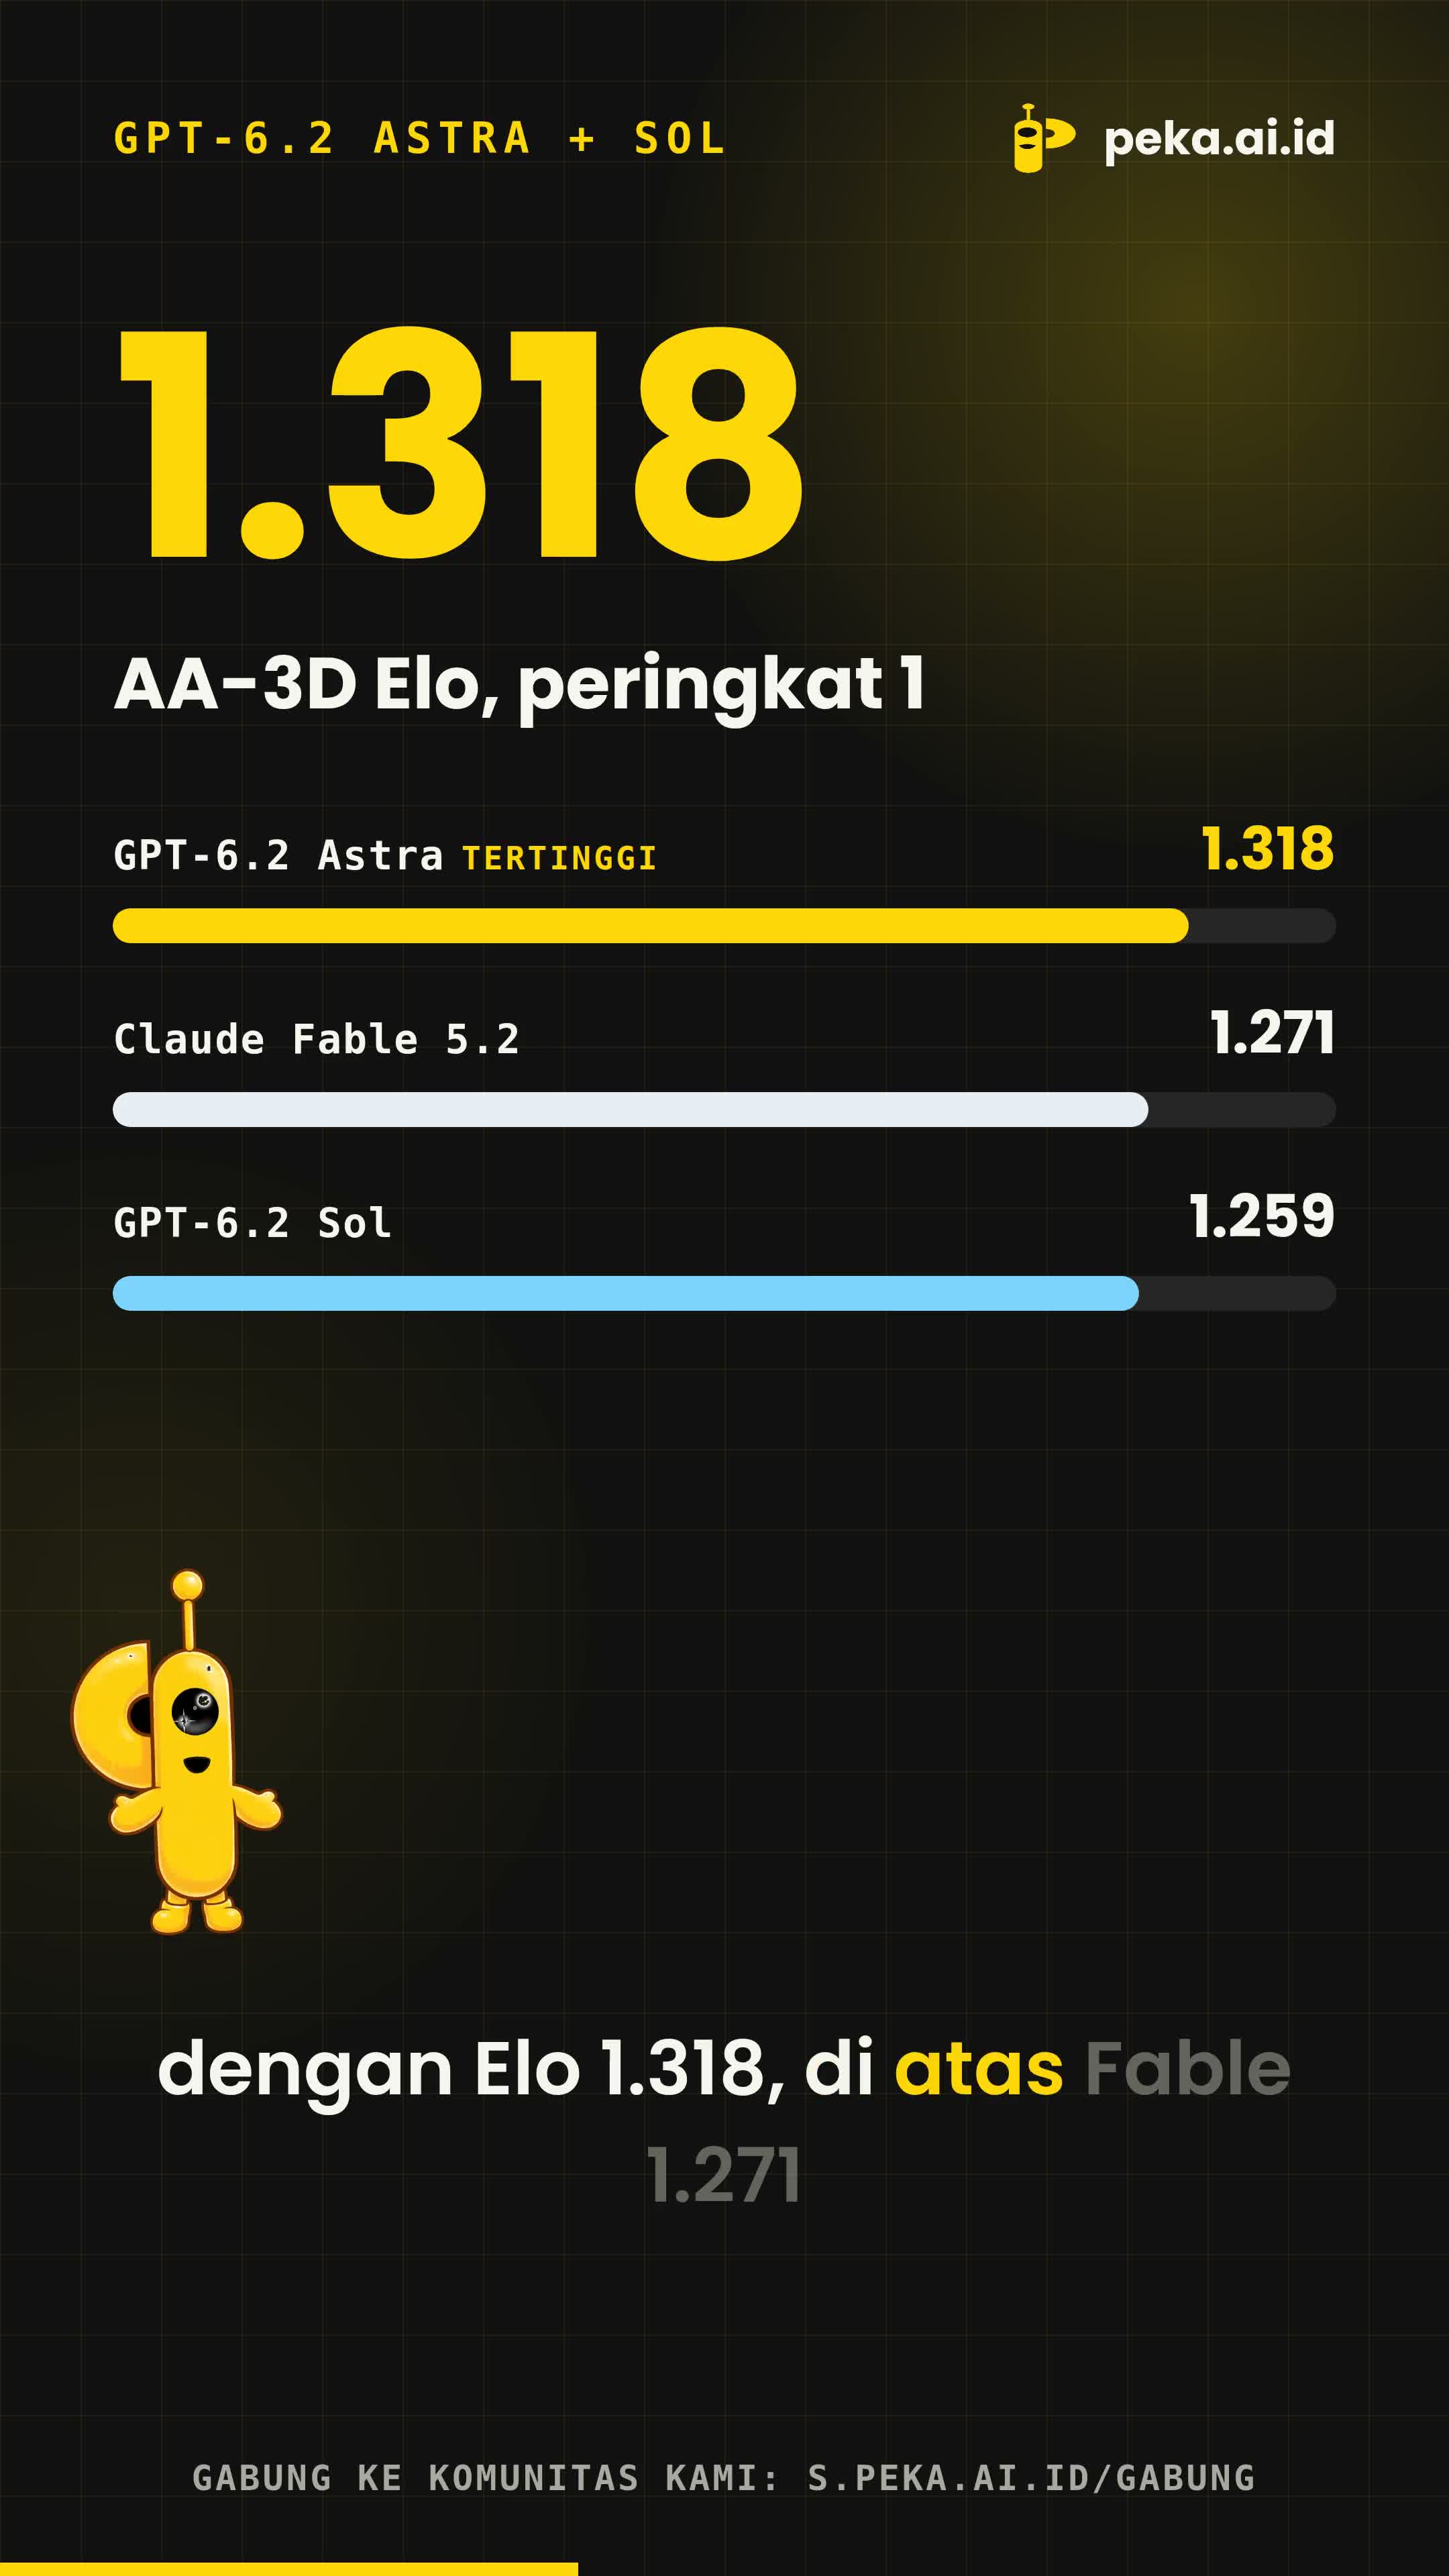 GPT-6.2 ASTRA + SOL
peka.ai.id
1.318
AA-3D Elo, peringkat 1
GPT-6.2 Astra TERTINGGI 1.318
Claude Fable 5.2 1.271
GPT-6.2 Sol 1.259
dengan Elo 1.318, di atas Fable
1.271
GABUNG KE KOMUNITAS KAMI: S.PEKA.AI.ID/GABUNG